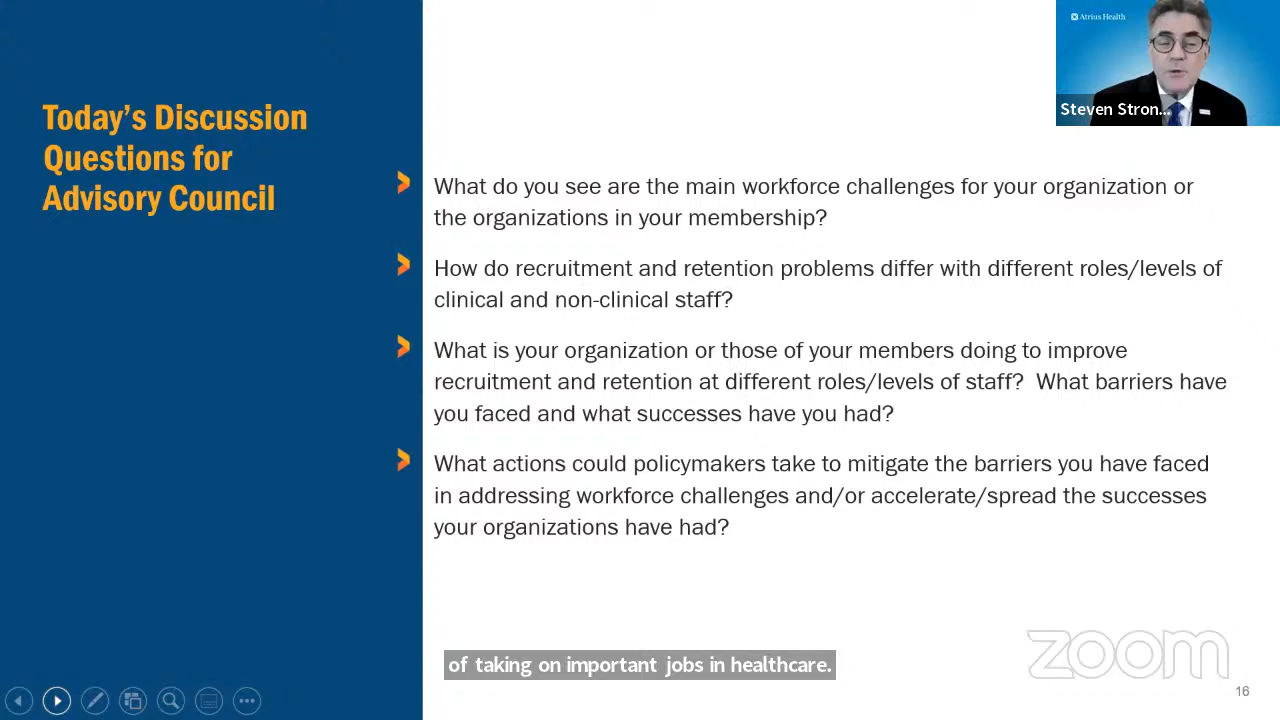 Atrius Health
Steven Stron...
Today's Discussion
Questions for
Advisory Council
What do you see are the main workforce challenges for your organization or
the organizations in your membership?
How do recruitment and retention problems differ with different roles/levels of
clinical and non-clinical staff?
What is your organization or those of your members doing to improve
recruitment and retention at different roles/levels of staff?  What barriers have
you faced and what successes have you had?
What actions could policymakers take to mitigate the barriers you have faced
in addressing workforce challenges and/or accelerate/spread the successes
your organizations have had?
of taking on important jobs in healthcare.
zoom
16